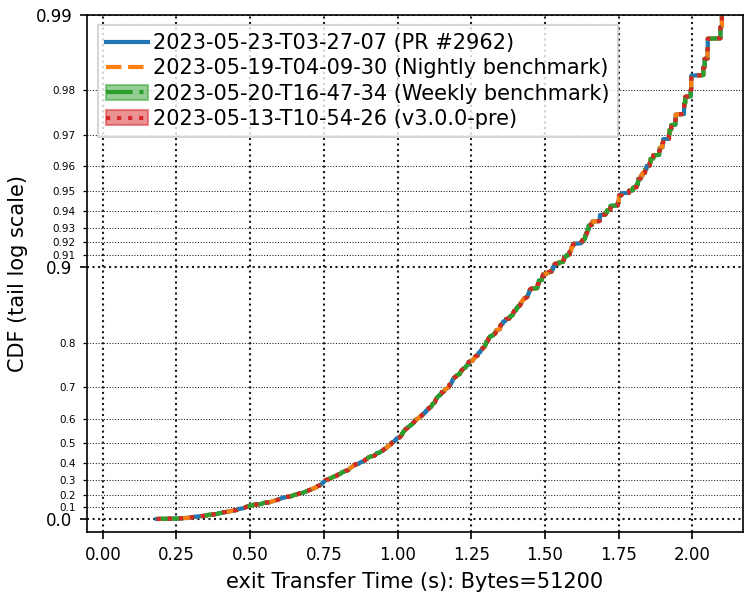 0.99
2023-05-23-T03-27-07 (PR #2962)
2023-05-19-T04-09-30 (Nightly benchmark)
2023-05-20-T16-47-34 (Weekly benchmark)
2023-05-13-T10-54-26 (v3.0.0-pre)
0.98
0.97
0.96
0.95
0.94
0.93
0.92
0.91
0.9
0.8
0.7
0.6
0.5
0.4
0.3
0.2
0.1
0.0
CDF (tail log scale)
0.00 0.25 0.50 0.75 1.00 1.25 1.50 1.75 2.00
exit Transfer Time (s): Bytes=51200